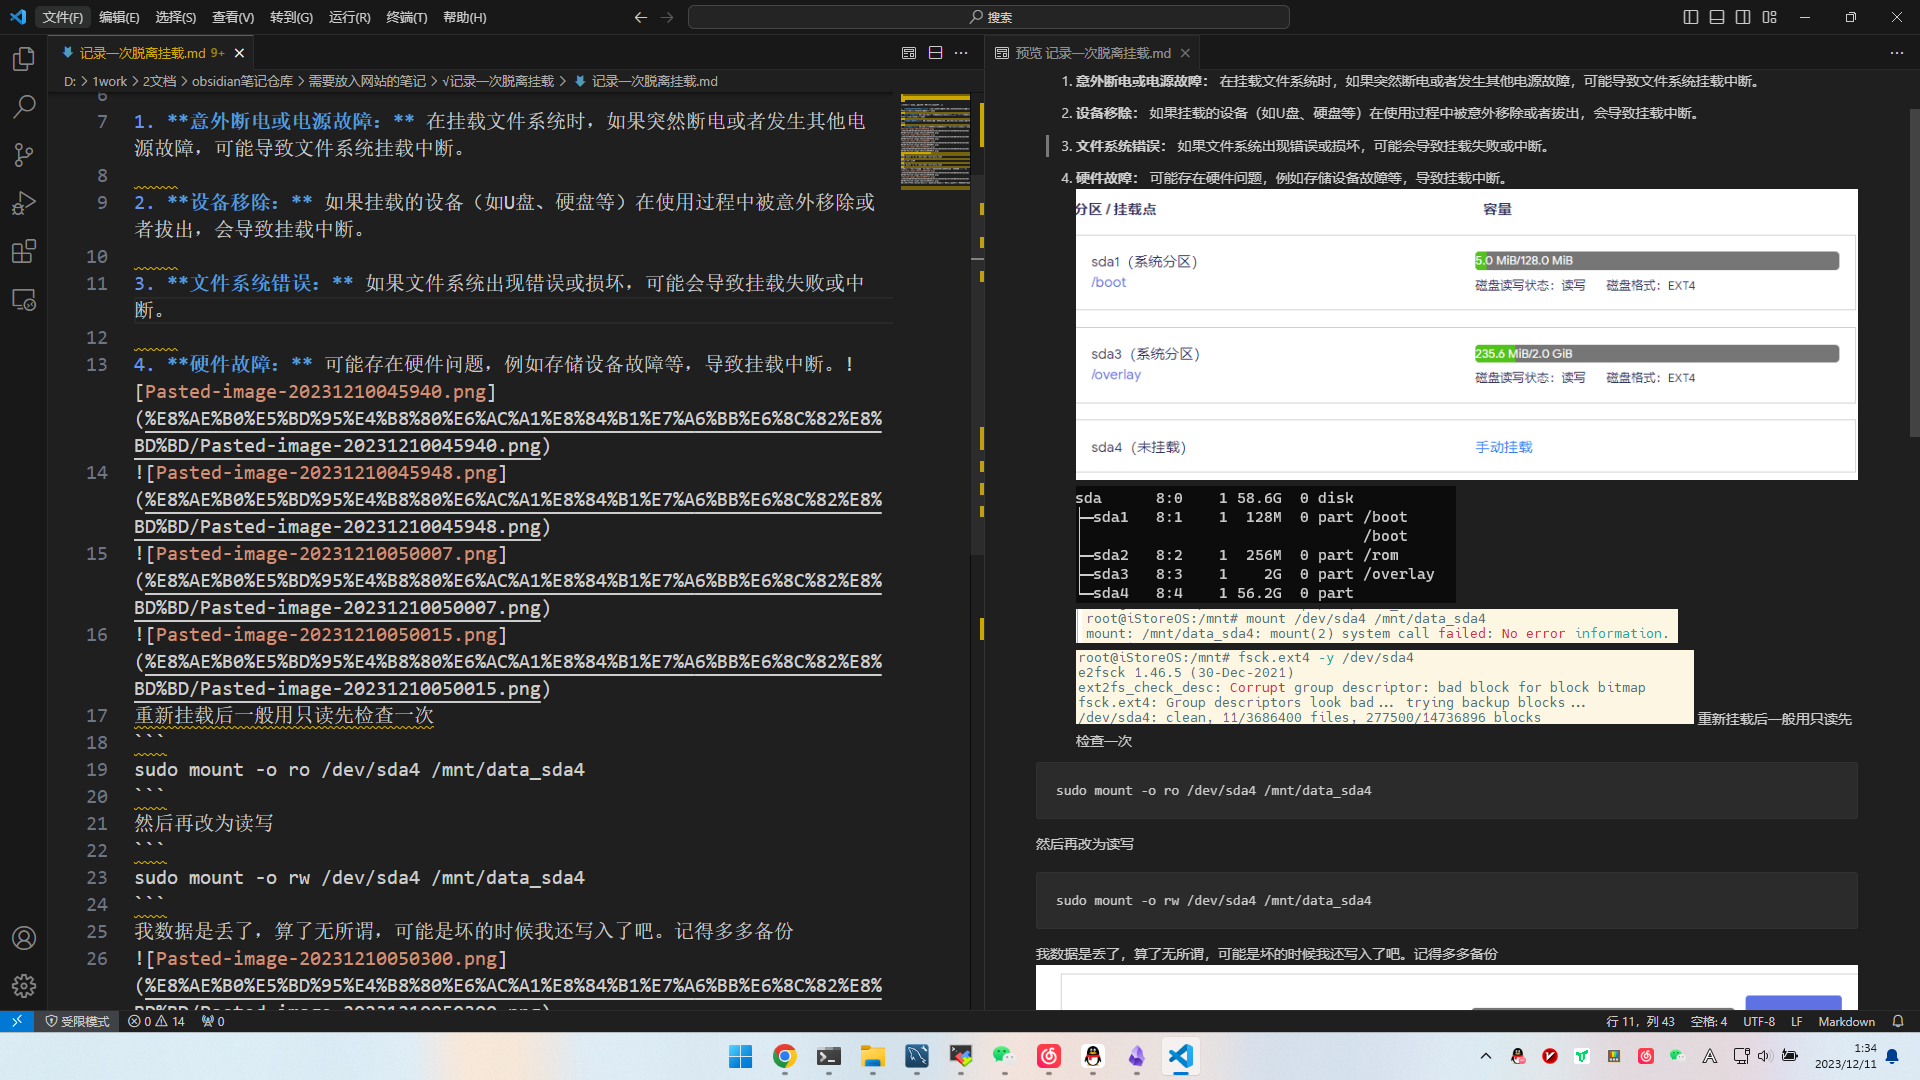 文件(F) 编辑(E) 选择(S) 查看(V) 转到(G) 运行(R) 终端(T) 帮助(H) 搜索
记录一次脱离挂载.md 9+
D: > 1work > 2文档 > obsidian笔记仓库 > 需要放入网站的笔记 > √记录一次脱离挂载 > 记录一次脱离挂载.md
6
7 1. **意外断电或电源故障：** 在挂载文件系统时，如果突然断电或者发生其他电
源故障，可能导致文件系统挂载中断。
8
9 2. **设备移除：** 如果挂载的设备（如U盘、硬盘等）在使用过程中被意外移除或
者拔出，会导致挂载中断。
10
11 3. **文件系统错误：** 如果文件系统出现错误或损坏，可能会导致挂载失败或中
断。
12
13 4. **硬件故障：** 可能存在硬件问题，例如存储设备故障等，导致挂载中断。!
[Pasted-image-20231210045940.png]
(%E8%AE%B0%E5%BD%95%E4%B8%80%E6%AC%A1%E8%84%B1%E7%A6%BB%E6%8C%82%E8%
BD%BD/Pasted-image-20231210045940.png)
14 ![Pasted-image-20231210045948.png]
(%E8%AE%B0%E5%BD%95%E4%B8%80%E6%AC%A1%E8%84%B1%E7%A6%BB%E6%8C%82%E8%
BD%BD/Pasted-image-20231210045948.png)
15 ![Pasted-image-20231210050007.png]
(%E8%AE%B0%E5%BD%95%E4%B8%80%E6%AC%A1%E8%84%B1%E7%A6%BB%E6%8C%82%E8%
BD%BD/Pasted-image-20231210050007.png)
16 ![Pasted-image-20231210050015.png]
(%E8%AE%B0%E5%BD%95%E4%B8%80%E6%AC%A1%E8%84%B1%E7%A6%BB%E6%8C%82%E8%
BD%BD/Pasted-image-20231210050015.png)
17 重新挂载后一般用只读先检查一次
18 ```
19 sudo mount -o ro /dev/sda4 /mnt/data_sda4
20 ```
21 然后再改为读写
22 ```
23 sudo mount -o rw /dev/sda4 /mnt/data_sda4
24 ```
25 我数据是丢了，算了无所谓，可能是坏的时候我还写入了吧。记得多多备份
26 ![Pasted-image-20231210050300.png]
(%E8%AE%B0%E5%BD%95%E4%B8%80%E6%AC%A1%E8%84%B1%E7%A6%BB%E6%8C%82%E8%
BD%BD/Pasted-image-20231210050300.png)
预览 记录一次脱离挂载.md
1. 意外断电或电源故障： 在挂载文件系统时，如果突然断电或者发生其他电源故障，可能导致文件系统挂载中断。
2. 设备移除： 如果挂载的设备（如U盘、硬盘等）在使用过程中被意外移除或者拔出，会导致挂载中断。
3. 文件系统错误： 如果文件系统出现错误或损坏，可能会导致挂载失败或中断。
4. 硬件故障： 可能存在硬件问题，例如存储设备故障等，导致挂载中断。
分区 / 挂载点 容量
sda1（系统分区） 5.0 MiB/128.0 MiB
/boot 磁盘读写状态：读写 磁盘格式：EXT4
sda3（系统分区） 235.6 MiB/2.0 GiB
/overlay 磁盘读写状态：读写 磁盘格式：EXT4
sda4（未挂载） 手动挂载
sda 8:0 1 58.6G 0 disk
├─sda1 8:1 1 128M 0 part /boot
/boot
├─sda2 8:2 1 256M 0 part /rom
├─sda3 8:3 1 2G 0 part /overlay
└─sda4 8:4 1 56.2G 0 part
root@iStoreOS:/mnt# mount /dev/sda4 /mnt/data_sda4
mount: /mnt/data_sda4: mount(2) system call failed: No error information.
root@iStoreOS:/mnt# fsck.ext4 -y /dev/sda4
e2fsck 1.46.5 (30-Dec-2021)
ext2fs_check_desc: Corrupt group descriptor: bad block for block bitmap
fsck.ext4: Group descriptors look bad... trying backup blocks...
/dev/sda4: clean, 11/3686400 files, 277500/14736896 blocks
重新挂载后一般用只读先
检查一次
sudo mount -o ro /dev/sda4 /mnt/data_sda4
然后再改为读写
sudo mount -o rw /dev/sda4 /mnt/data_sda4
我数据是丢了，算了无所谓，可能是坏的时候我还写入了吧。记得多多备份
受限模式 0 14 0 行 11，列 43 空格: 4 UTF-8 LF Markdown
1:34
2023/12/11